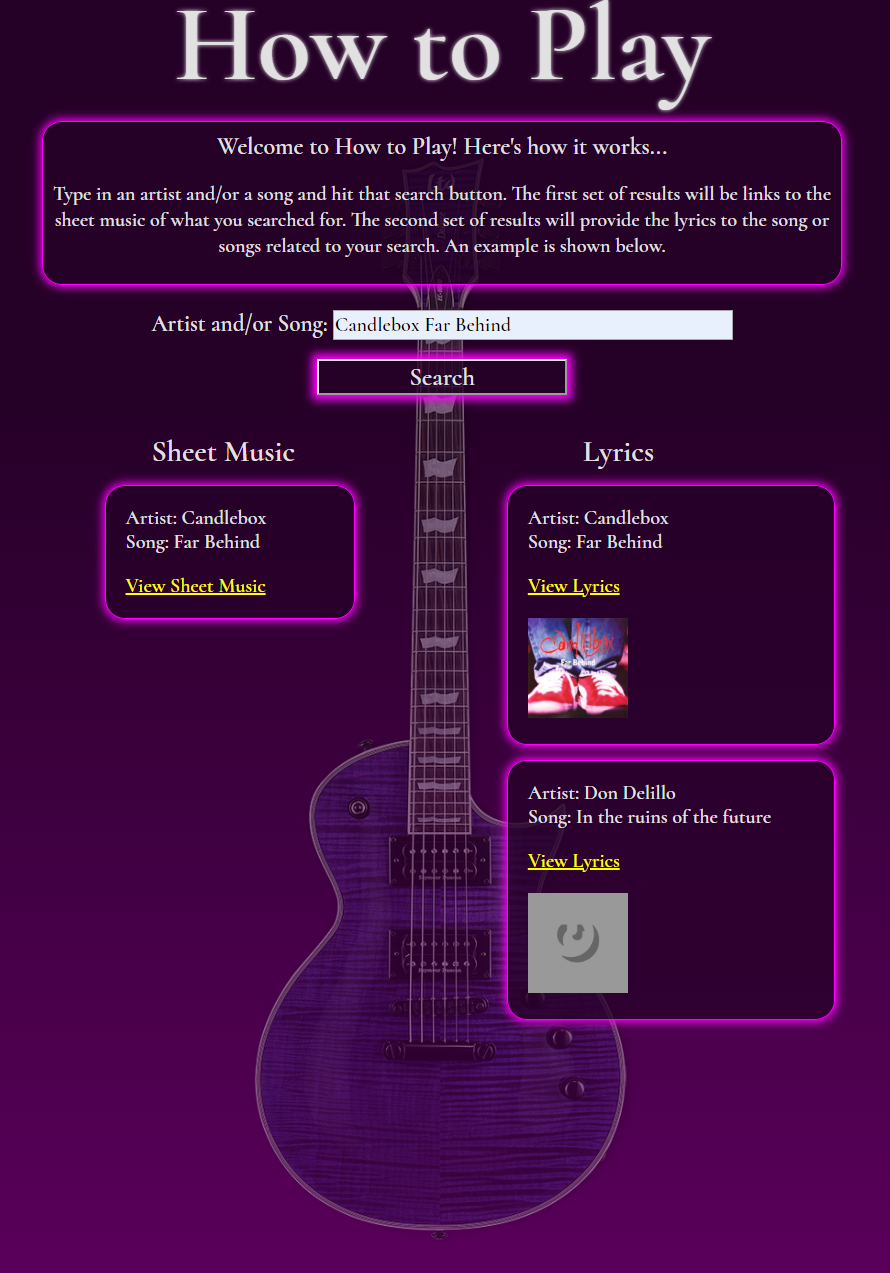 How to Play
Welcome to How to Play! Here's how it works...
Type in an artist and/or a song and hit that search button. The first set of results will be links to the
sheet music of what you searched for. The second set of results will provide the lyrics to the song or
songs related to your search. An example is shown below.
Artist and/or Song: Candlebox Far Behind
Search
Sheet Music
Artist: Candlebox
Song: Far Behind
View Sheet Music
Lyrics
Artist: Candlebox
Song: Far Behind
View Lyrics
Candlebox
Far Behind
Artist: Don Delillo
Song: In the ruins of the future
View Lyrics
Seymour Duncan
Seymour Duncan